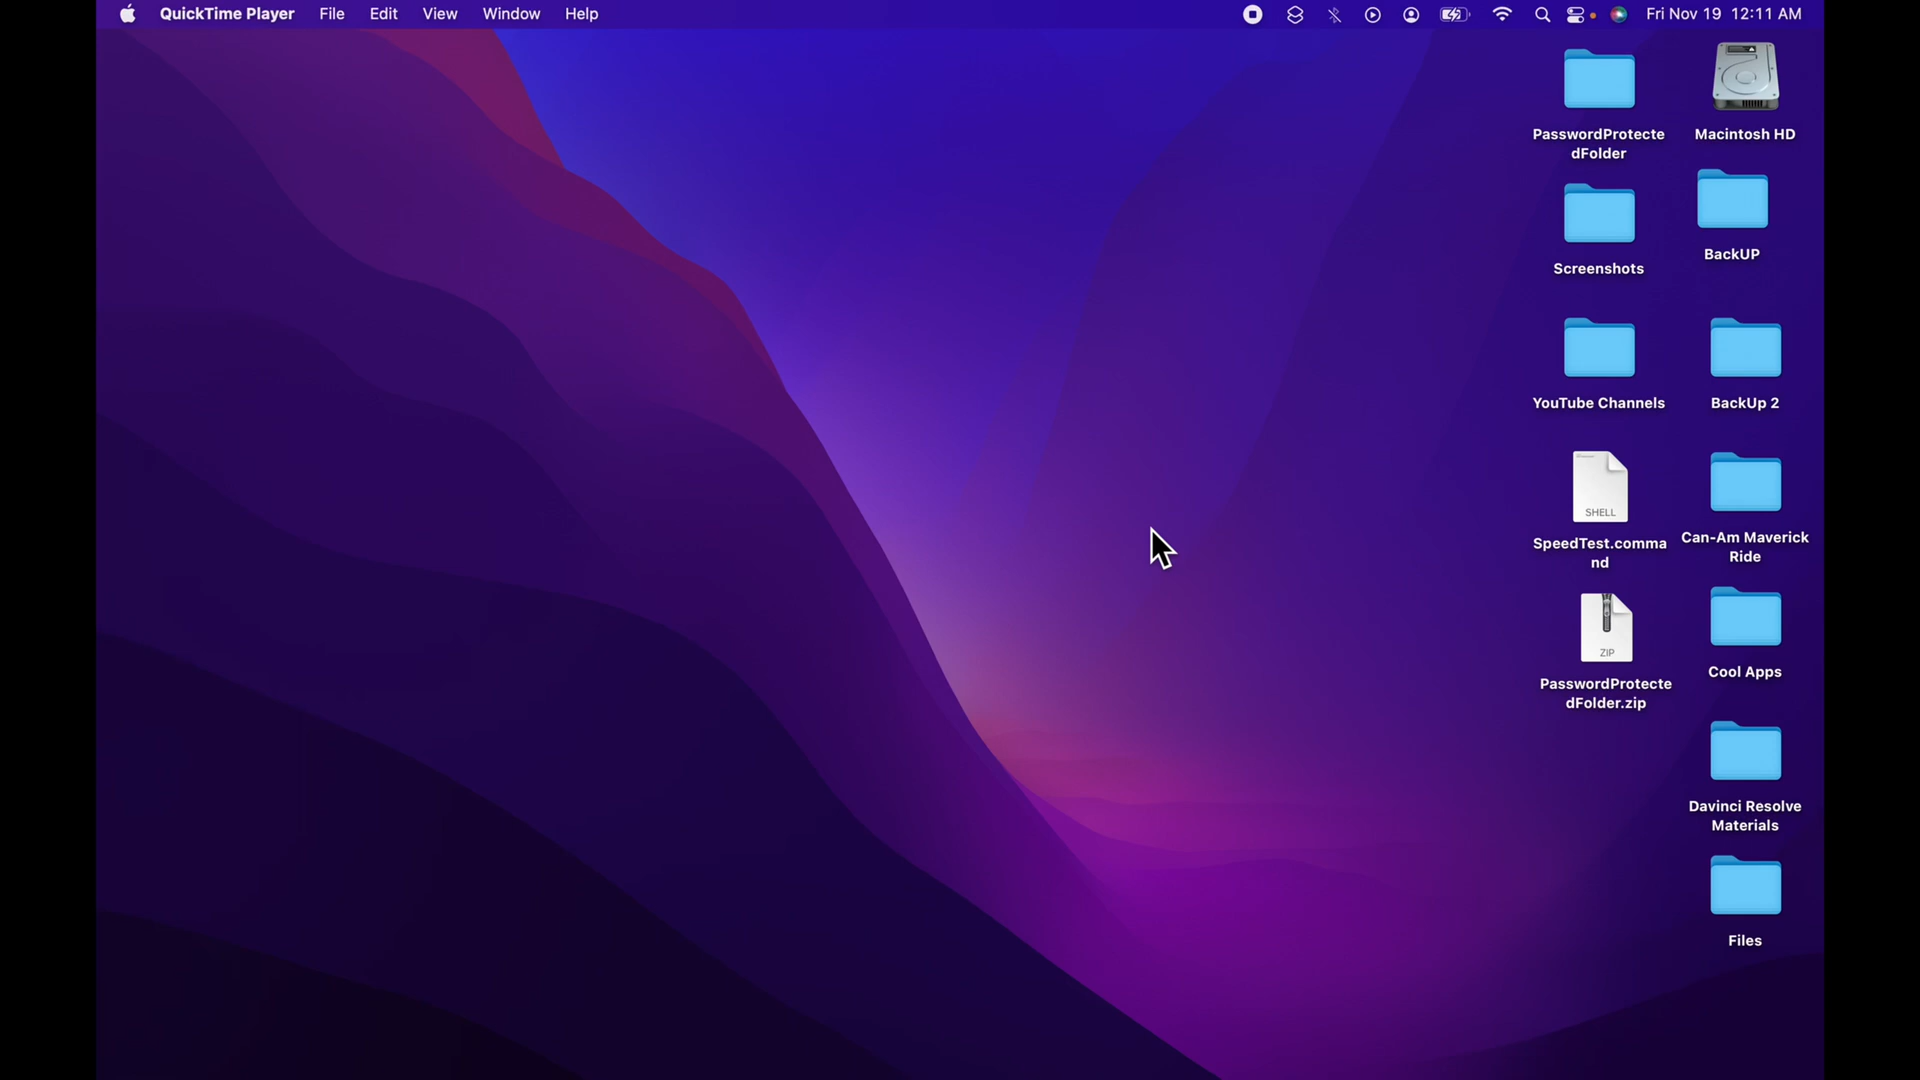 QuickTime Player File Edit View Window Help Fri Nov 19 12:11 AM
PasswordProtecte
dFolder
Macintosh HD
Screenshots
BackUP
YouTube Channels
BackUp 2
SHELL
SpeedTest.comma
nd
Can-Am Maverick
Ride
ZIP
PasswordProtecte
dFolder.zip
Cool Apps
Davinci Resolve
Materials
Files